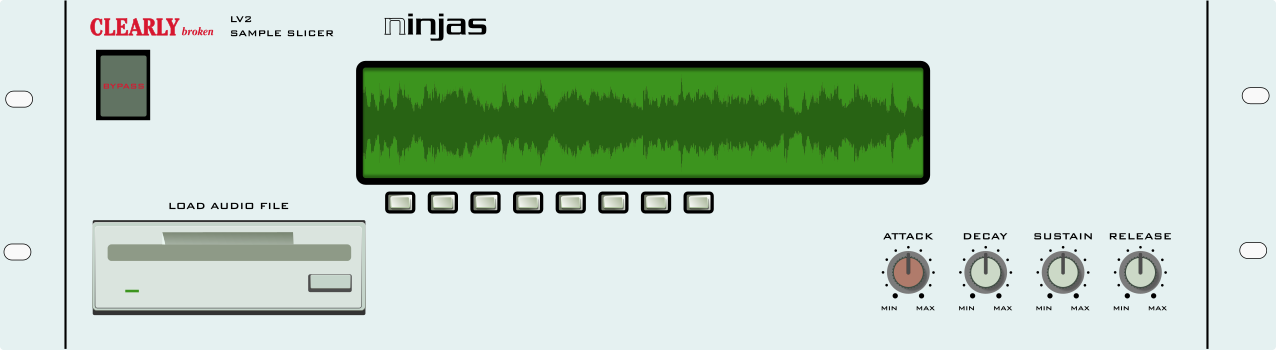 CLEARLY broken
LV2
SAMPLE SLICER
ninjas
BYPASS
LOAD AUDIO FILE
ATTACK DECAY SUSTAIN RELEASE
MIN MAX MIN MAX MIN MAX MIN MAX